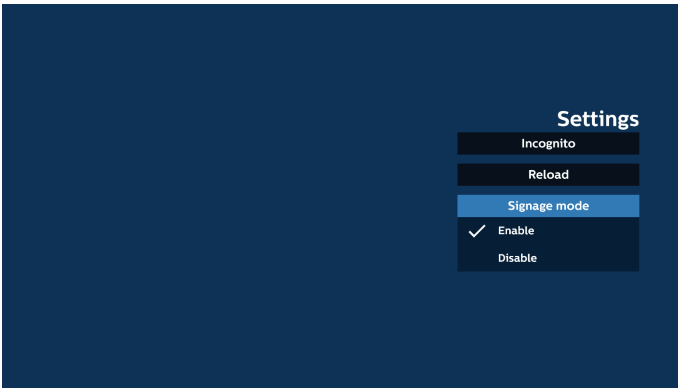 Settings
Incognito
Reload
Signage mode
Enable
Disable